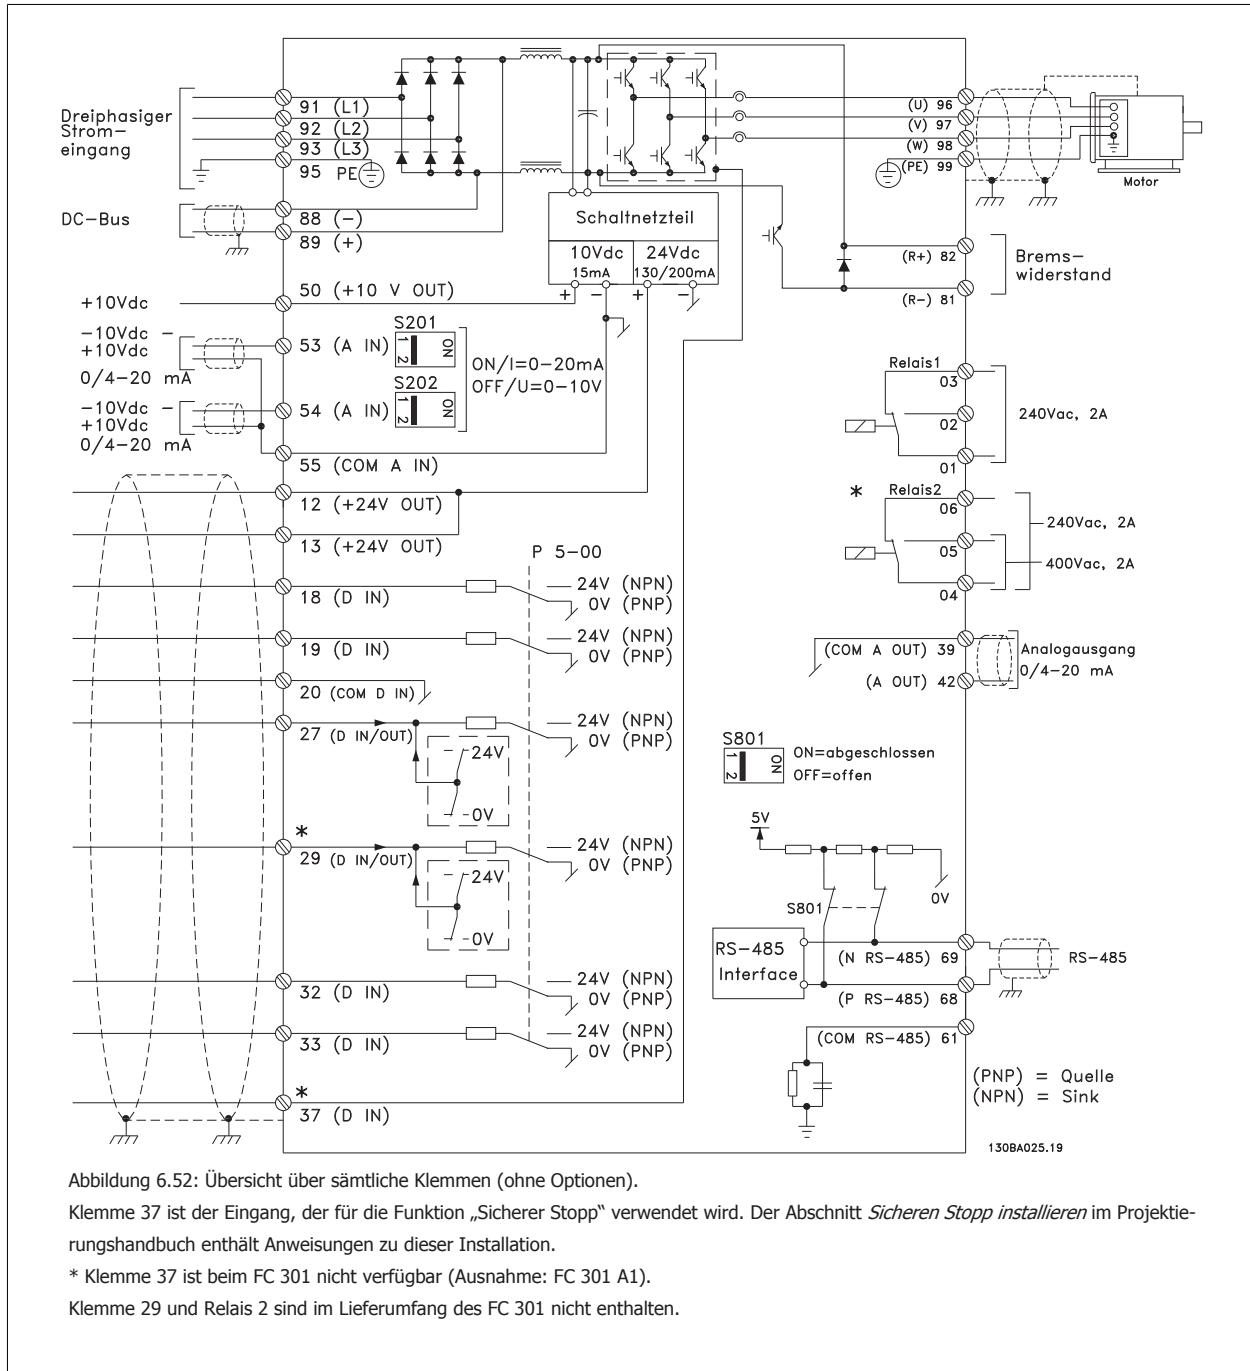 Dreiphasiger
Strom-
eingang
91 (L1)
92 (L2)
93 (L3)
95 PE
DC-Bus
88 (-)
89 (+)
+10Vdc
50 (+10 V OUT)
-10Vdc -
+10Vdc
0/4-20 mA
53 (A IN)
S201
1 2
ON
ON/I=0-20mA
OFF/U=0-10V
-10Vdc -
+10Vdc
0/4-20 mA
54 (A IN)
S202
1 2
ON
55 (COM A IN)
12 (+24V OUT)
13 (+24V OUT)
P 5-00
18 (D IN)
24V (NPN)
0V (PNP)
19 (D IN)
24V (NPN)
0V (PNP)
20 (COM D IN)
27 (D IN/OUT)
24V (NPN)
0V (PNP)
24V
0V
*
29 (D IN/OUT)
24V (NPN)
0V (PNP)
24V
0V
32 (D IN)
24V (NPN)
0V (PNP)
33 (D IN)
24V (NPN)
0V (PNP)
*
37 (D IN)
Schaltnetzteil
10Vdc
15mA
24Vdc
130/200mA
+ - + -
(U) 96
(V) 97
(W) 98
(PE) 99
Motor
(R+) 82
Brems-
widerstand
(R-) 81
Relais1
03
02
01
240Vac, 2A
*
Relais2
06
05
04
240Vac, 2A
400Vac, 2A
(COM A OUT) 39
(A OUT) 42
Analogausgang
0/4-20 mA
S801
1 2
ON
ON=abgeschlossen
OFF=offen
5V
0V
S801
RS-485
Interface
(N RS-485) 69
RS-485
(P RS-485) 68
(COM RS-485) 61
(PNP) = Quelle
(NPN) = Sink
130BA025.19
Abbildung 6.52: Übersicht über sämtliche Klemmen (ohne Optionen).
Klemme 37 ist der Eingang, der für die Funktion „Sicherer Stopp“ verwendet wird. Der Abschnitt Sicheren Stopp installieren im Projektie-
rungshandbuch enthält Anweisungen zu dieser Installation.
* Klemme 37 ist beim FC 301 nicht verfügbar (Ausnahme: FC 301 A1).
Klemme 29 und Relais 2 sind im Lieferumfang des FC 301 nicht enthalten.